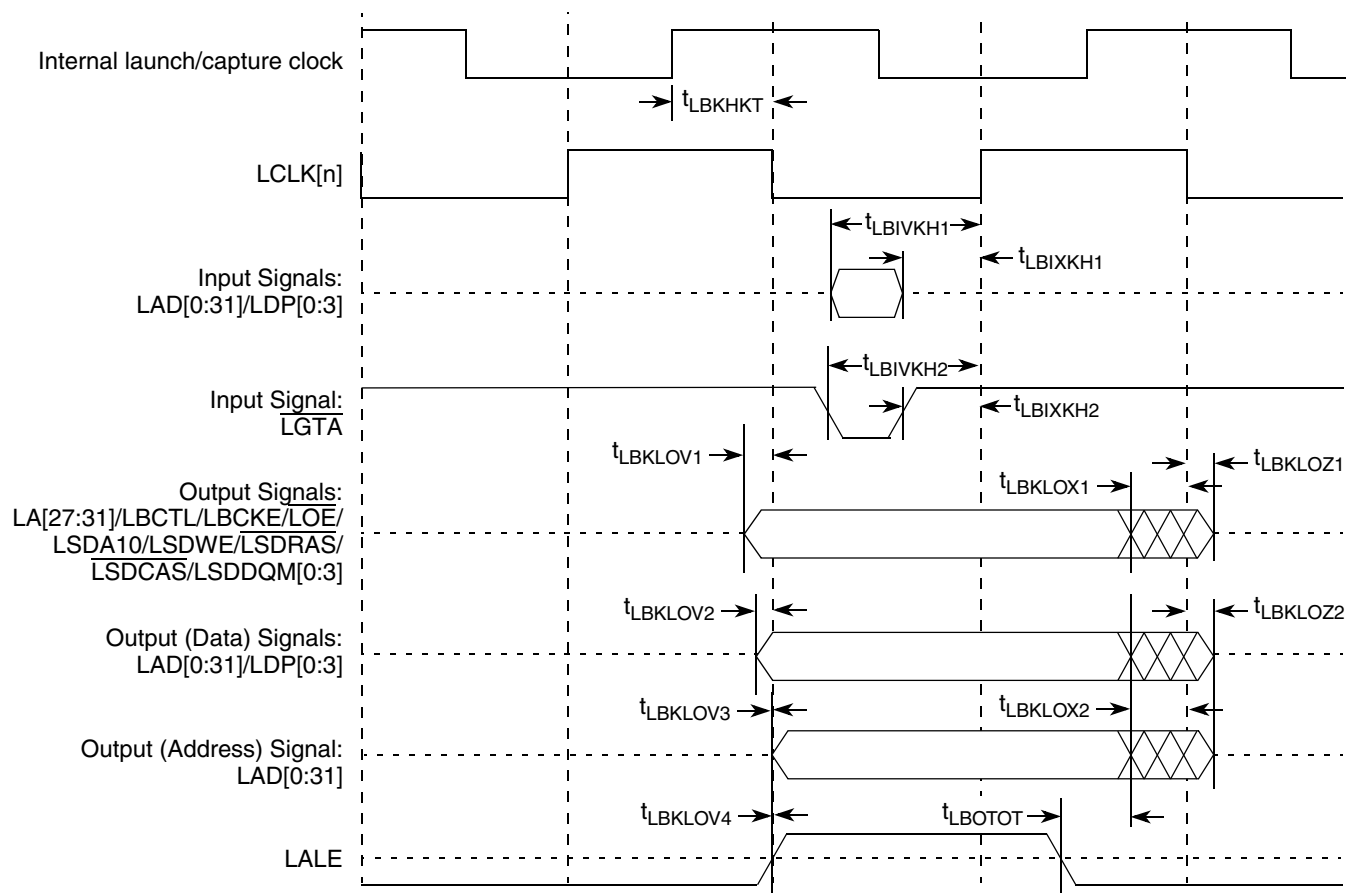 Internal launch/capture clock
tLBKHKT
LCLK[n]
tLBIVKH1
tLBIXKH1
Input Signals:
LAD[0:31]/LDP[0:3]
tLBIVKH2
Input Signal:
LGTA
tLBIXKH2
tLBKLOV1
tLBKLOZ1
tLBKLOX1
Output Signals:
LA[27:31]/LBCTL/LBCKE/LOE/
LSDA10/LSDWE/LSDRAS/
LSDCAS/LSDDQM[0:3]
tLBKLOV2
tLBKLOZ2
Output (Data) Signals:
LAD[0:31]/LDP[0:3]
tLBKLOV3
tLBKLOX2
Output (Address) Signal:
LAD[0:31]
tLBKLOV4
tLBOTOT
LALE